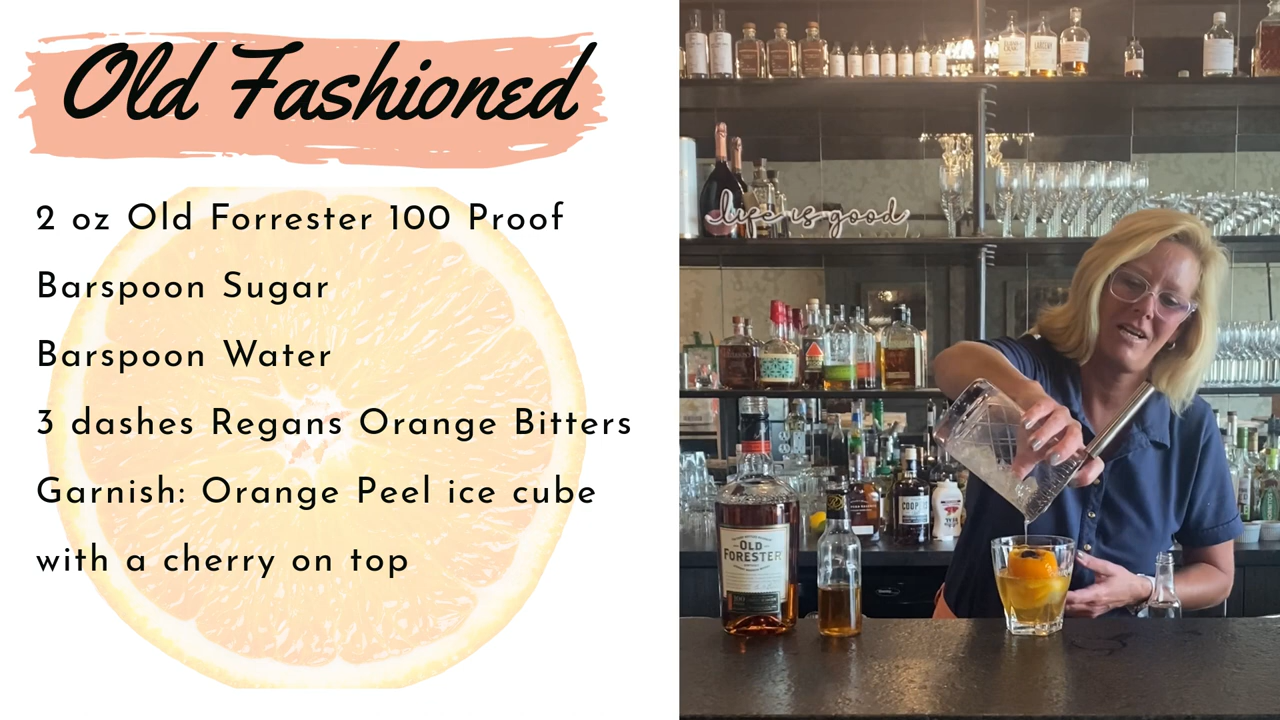 Old Fashioned
2 oz Old Forrester 100 Proof
Barspoon Sugar
Barspoon Water
3 dashes Regans Orange Bitters
Garnish: Orange Peel ice cube
with a cherry on top
life is good
OLD
FORESTER